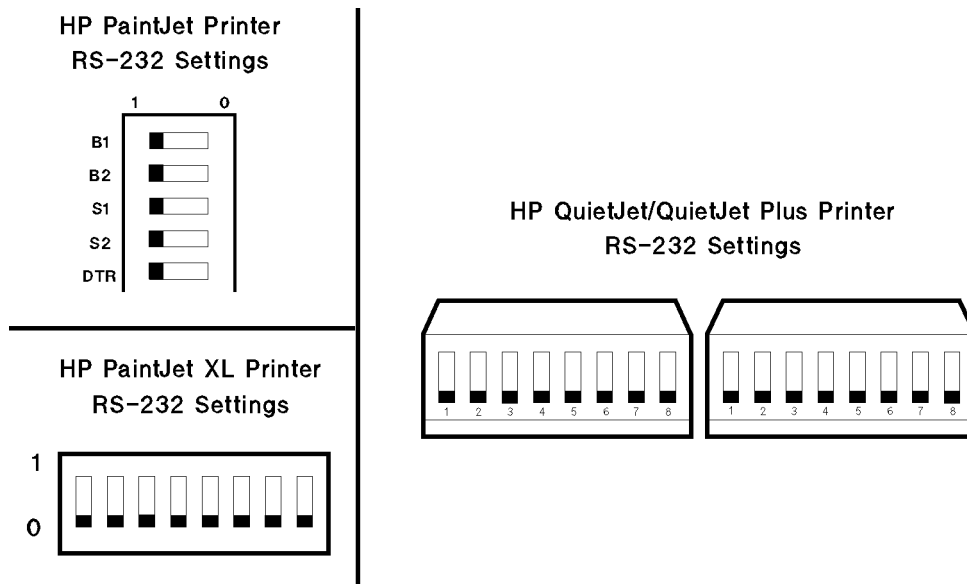 HP PaintJet Printer
RS-232 Settings
1 0
B1
B2
S1
S2
DTR
HP PaintJet XL Printer
RS-232 Settings
1
0
HP QuietJet/QuietJet Plus Printer
RS-232 Settings
1 2 3 4 5 6 7 8
1 2 3 4 5 6 7 8